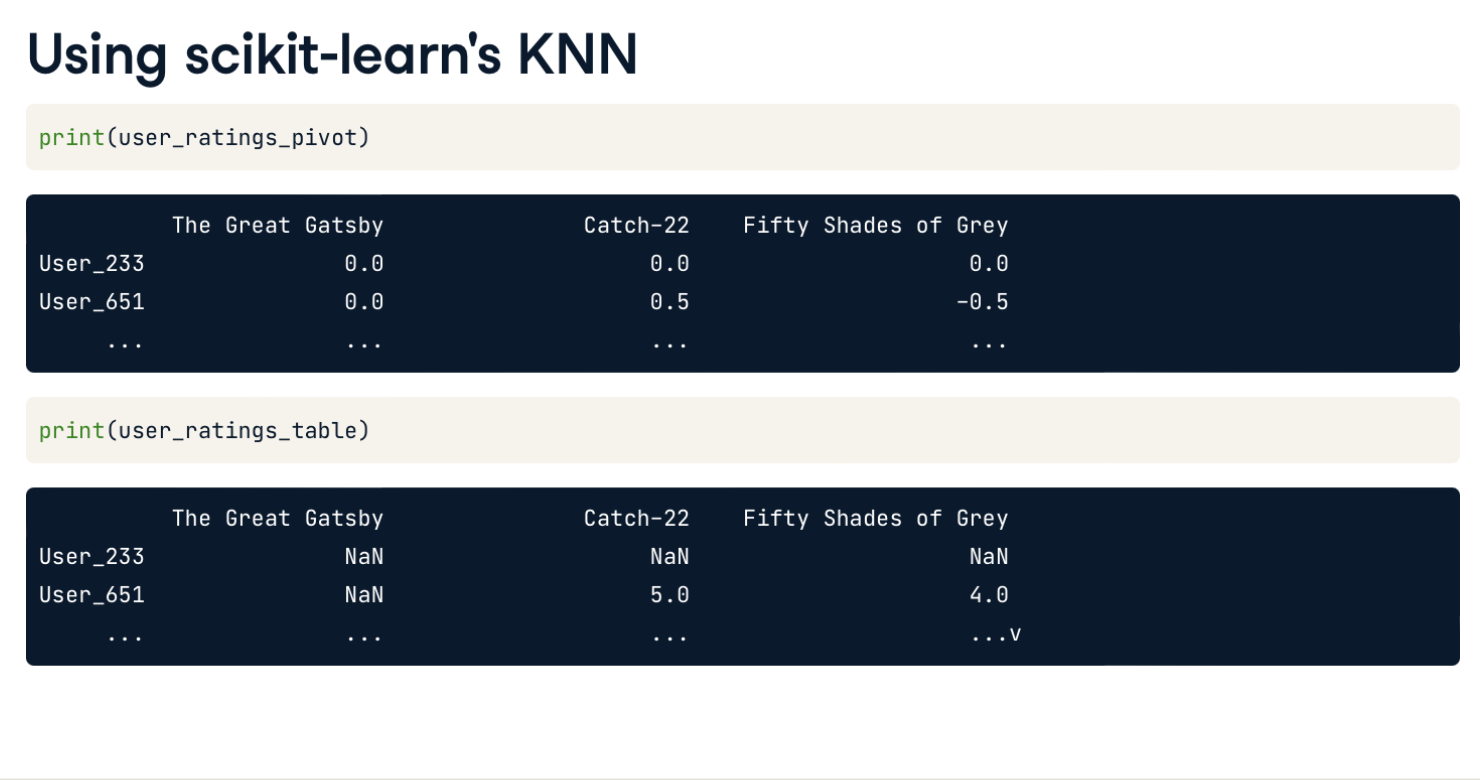 Using scikit-learn's KNN
print(user_ratings_pivot)
The Great Gatsby Catch-22 Fifty Shades of Grey
User_233 0.0 0.0 0.0
User_651 0.0 0.5 -0.5
... ... ... ...
print(user_ratings_table)
The Great Gatsby Catch-22 Fifty Shades of Grey
User_233 NaN NaN NaN
User_651 NaN 5.0 4.0
... ... ... ...v